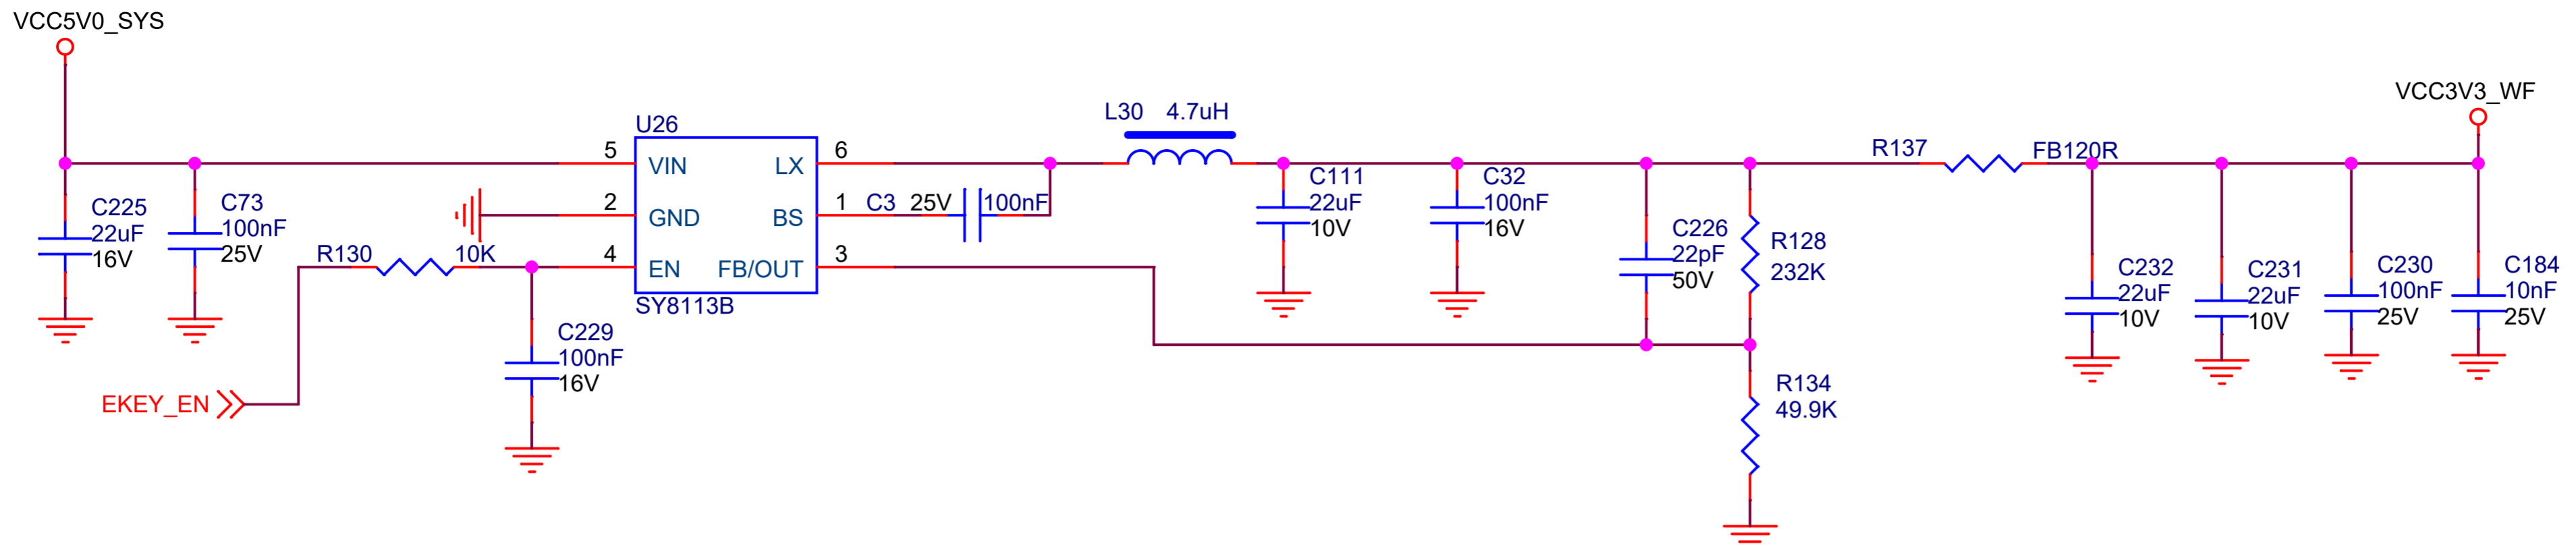 VCC5V0_SYS
VCC3V3_WF
L30 4.7uH
U26
R137
FB120R
5
VIN
LX
6
C225
22uF
16V
C73
100nF
25V
2
GND
BS
1
C3 25V
100nF
C111
22uF
10V
C32
100nF
16V
C226
22pF
50V
R128
232K
R130
10K
4
EN
FB/OUT
3
SY8113B
C232
22uF
10V
C231
22uF
10V
C230
100nF
25V
C184
10nF
25V
C229
100nF
16V
EKEY_EN
R134
49.9K